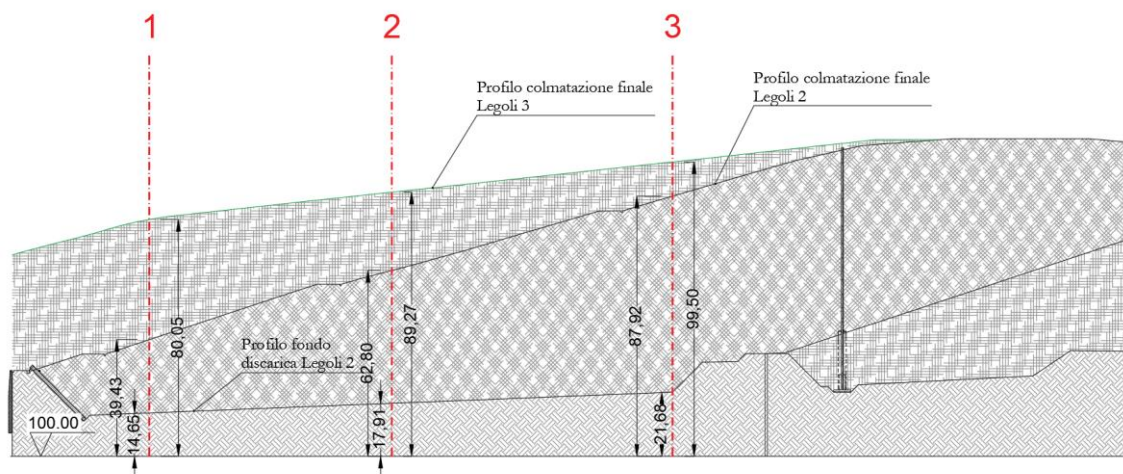 1
2
3
Profilo colmatazione finale
Legoli 3
Profilo colmatazione finale
Legoli 2
Profilo fondo
discarica Legoli 2
100.00
39,43
14,65
80,05
62,80
17,91
89,27
87,92
21,68
99,50